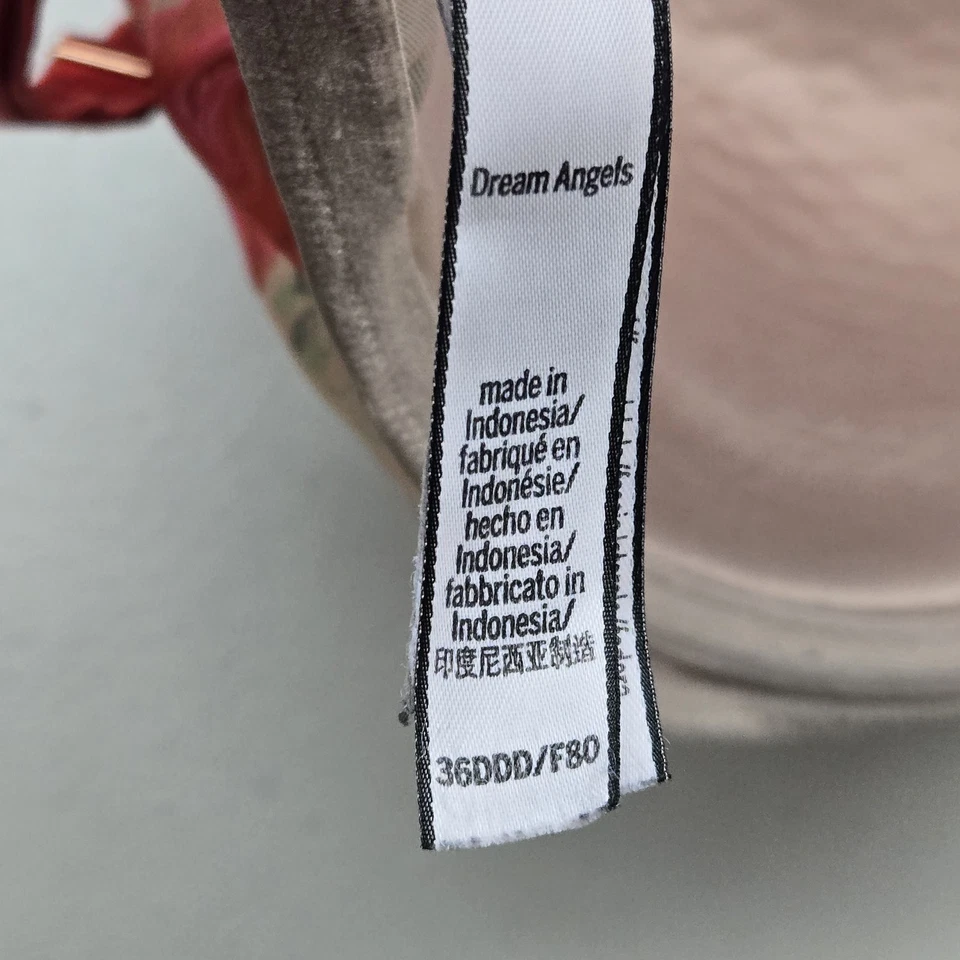 Dream Angels
made in
Indonesia/
fabriqué en
Indonésie/
hecho en
Indonesia/
fabbricato in
Indonesia/
印度尼西亚制造
36DDD/F80